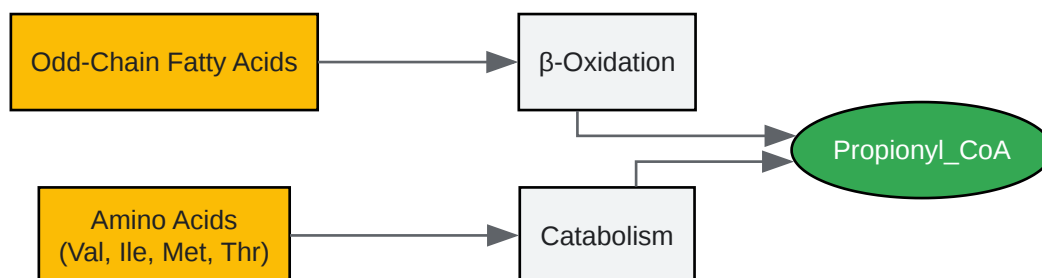 Odd-Chain Fatty Acids
β-Oxidation
Propionyl_CoA
Amino Acids
(Val, Ile, Met, Thr)
Catabolism